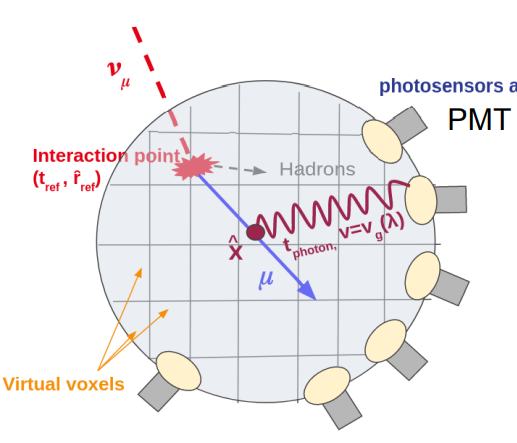 ν_μ
photosensors a
PMT
Interaction point
(t_ref, r̂_ref)
Hadrons
x̂
t_photon, v=v_g(λ)
μ
Virtual voxels